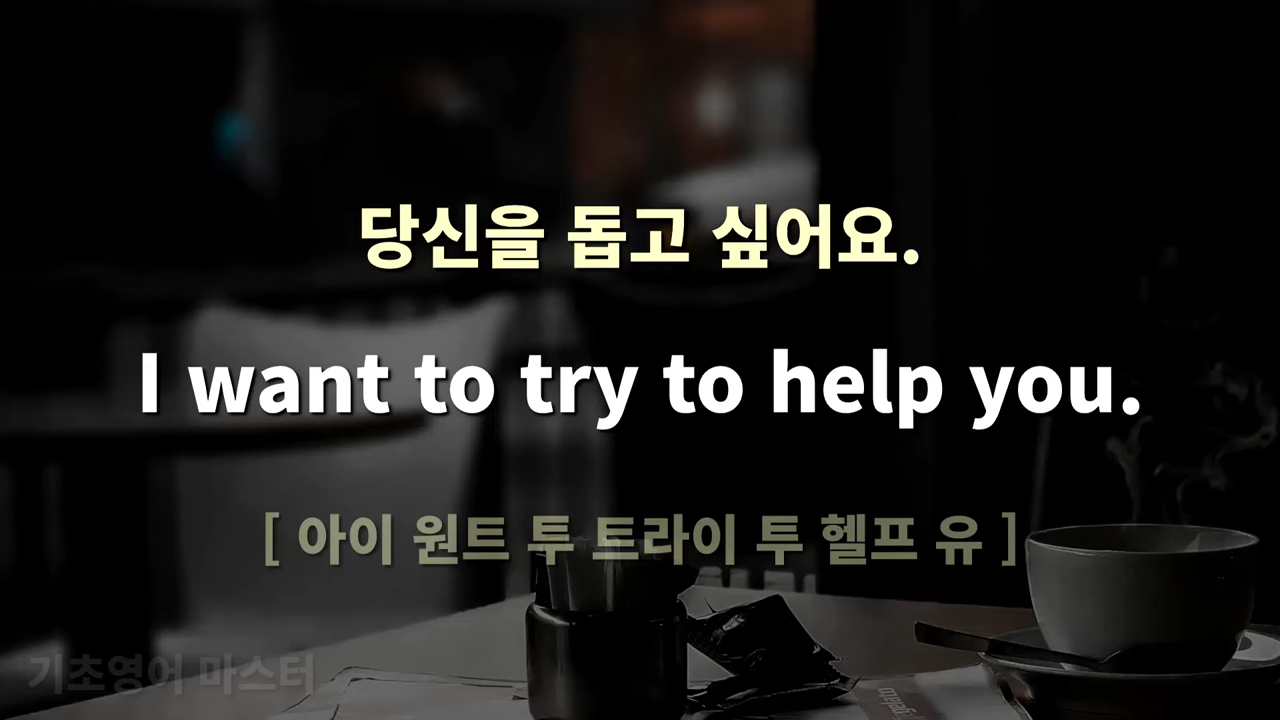 당신을 돕고 싶어요.
I want to try to help you.
[ 아이 원트 투 트라이 투 헬프 유 ]
기초영어 마스터